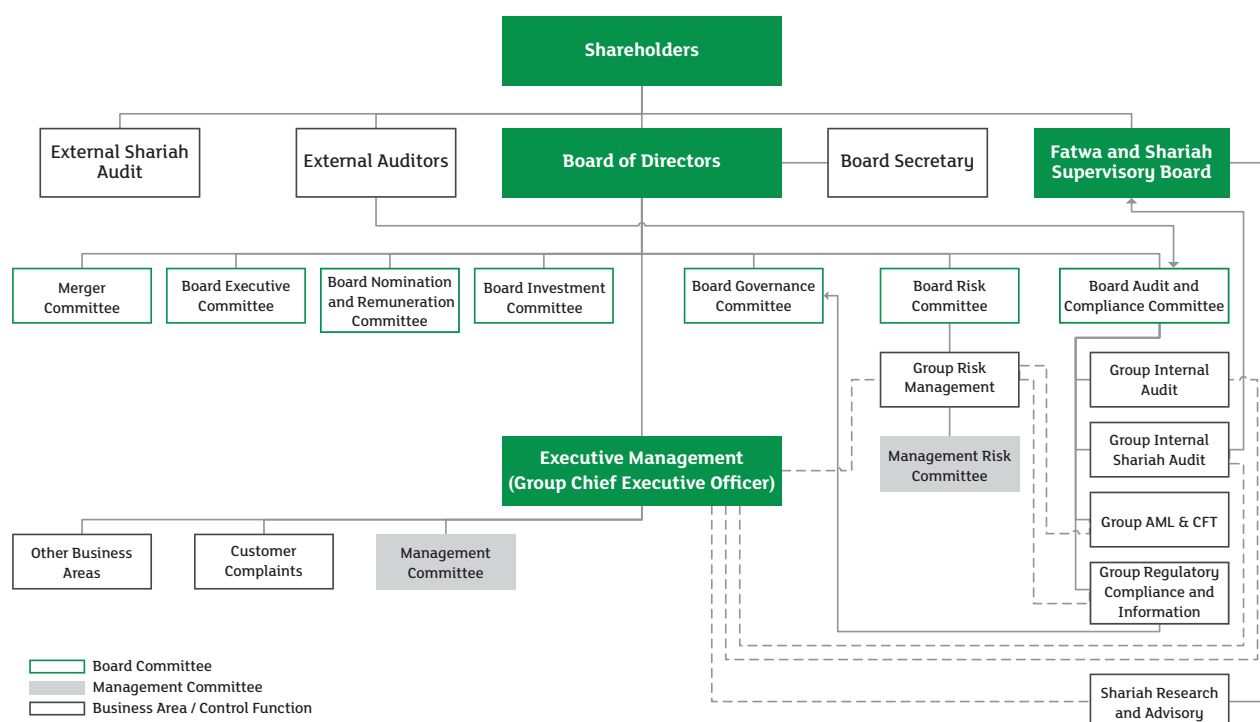 Shareholders
External Shariah
Audit
External Auditors
Board of Directors
Board Secretary
Fatwa and Shariah
Supervisory Board
Merger
Committee
Board Executive
Committee
Board Nomination
and Remuneration
Committee
Board Investment
Committee
Board Governance
Committee
Board Risk
Committee
Board Audit and
Compliance Committee
Group Risk
Management
Group Internal
Audit
Executive Management
(Group Chief Executive Officer)
Management Risk
Committee
Group Internal
Shariah Audit
Group AML & CFT
Other Business
Areas
Customer
Complaints
Management
Committee
Group Regulatory
Compliance and
Information
Board Committee
Management Committee
Business Area / Control Function
Shariah Research
and Advisory